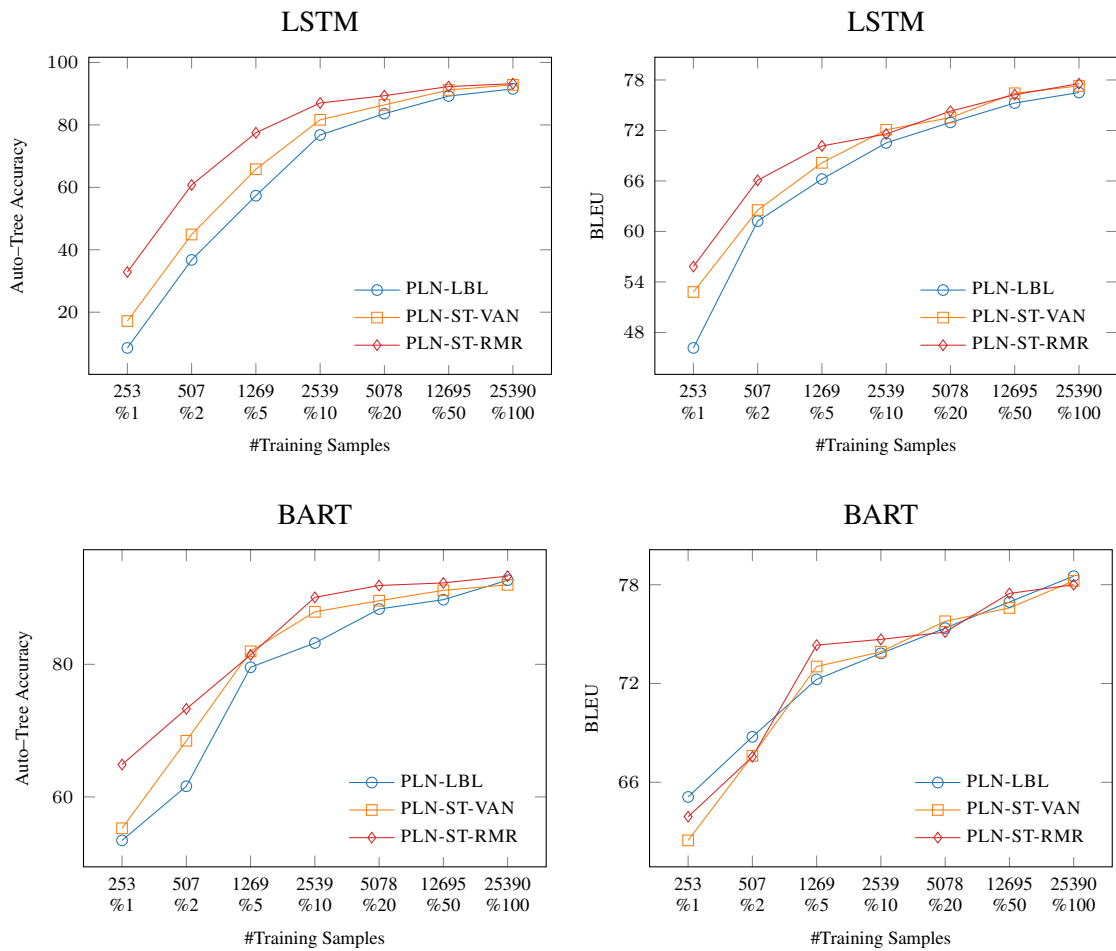 LSTM
100
80
60
40
20
Auto–Tree Accuracy
PLN-LBL
PLN-ST-VAN
PLN-ST-RMR
253 507 1269 2539 5078 12695 25390
%1 %2 %5 %10 %20 %50 %100
#Training Samples
LSTM
78
72
66
60
54
48
BLEU
PLN-LBL
PLN-ST-VAN
PLN-ST-RMR
253 507 1269 2539 5078 12695 25390
%1 %2 %5 %10 %20 %50 %100
#Training Samples
BART
80
60
Auto–Tree Accuracy
PLN-LBL
PLN-ST-VAN
PLN-ST-RMR
253 507 1269 2539 5078 12695 25390
%1 %2 %5 %10 %20 %50 %100
#Training Samples
BART
78
72
66
BLEU
PLN-LBL
PLN-ST-VAN
PLN-ST-RMR
253 507 1269 2539 5078 12695 25390
%1 %2 %5 %10 %20 %50 %100
#Training Samples